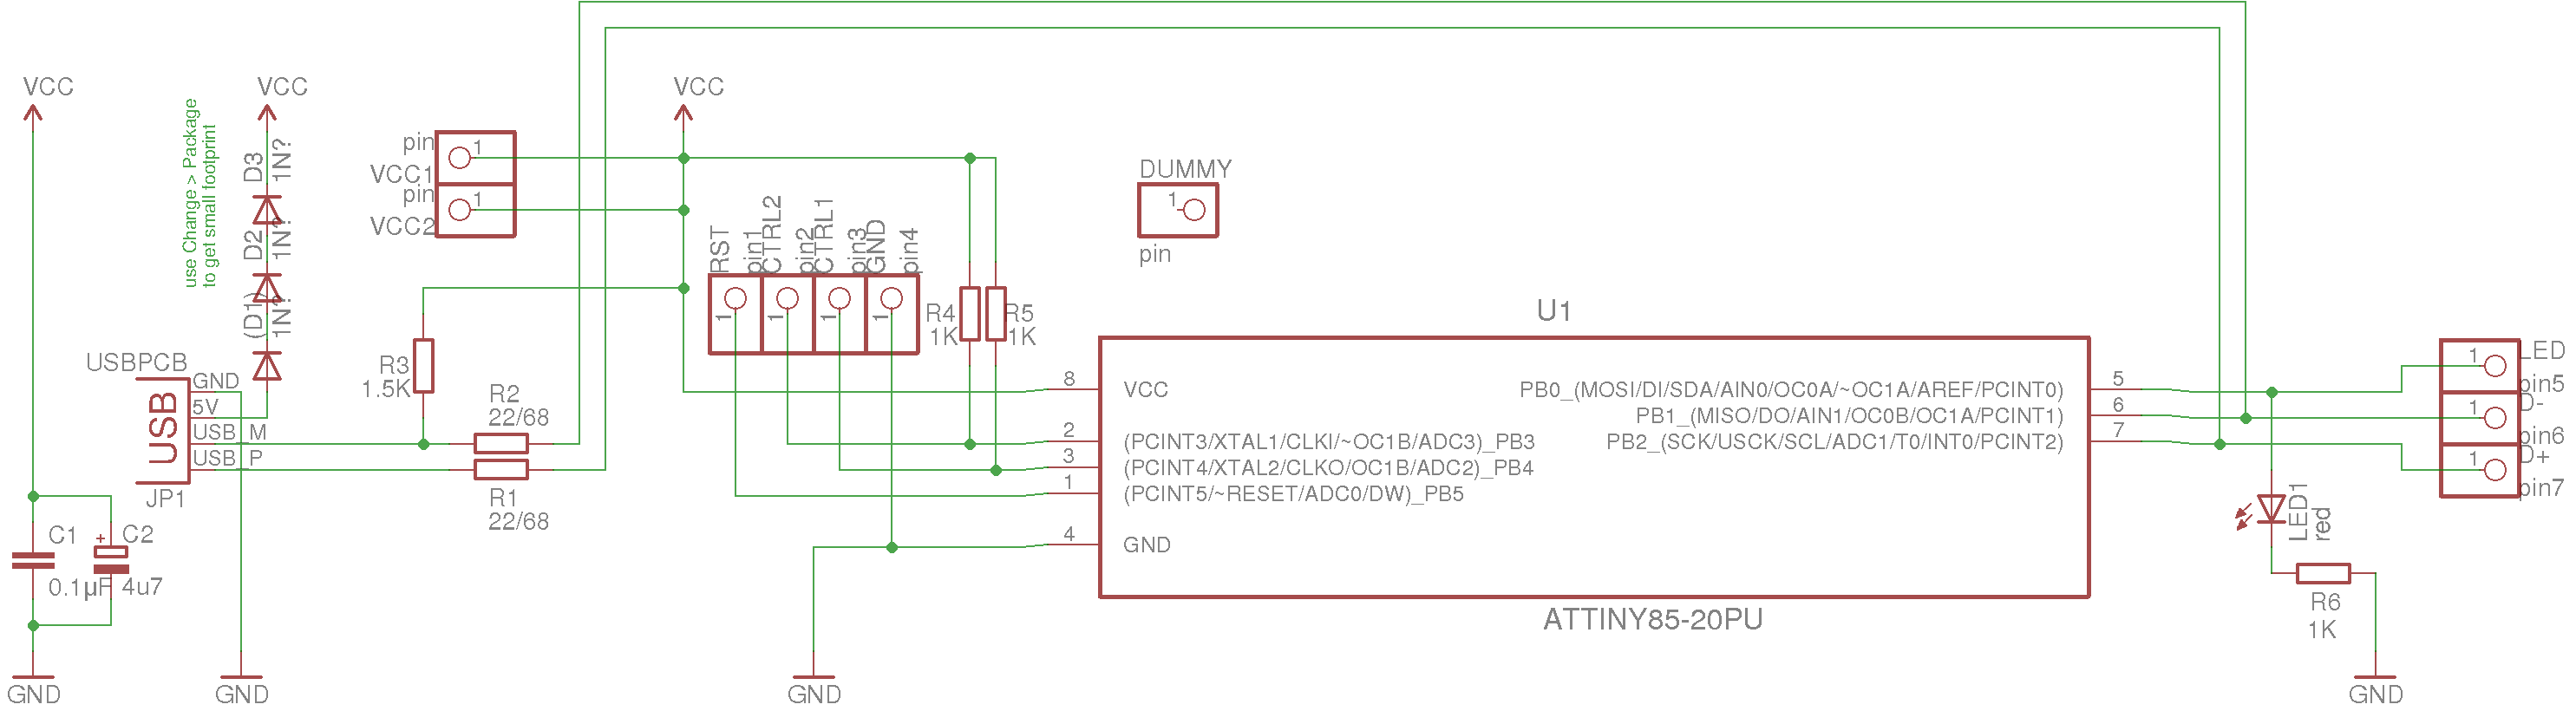 VCC
VCC
VCC
use Change > Package
to get small footprint
D3
1N?
D2
1N?
(D1)
1N?
pin
1
VCC1
pin
1
VCC2
RST
pin1
CTRL2
pin2
CTRL1
pin3
GND
pin4
1
1
1
1
DUMMY
1
pin
R4
1K
R5
1K
R3
1.5K
R2
22/68
R1
22/68
USBPCB
USB
GND
5V
USB_M
USB_P
JP1
C1
0.1µF
+
C2
4u7
GND
GND
GND
U1
8
VCC
2
(PCINT3/XTAL1/CLKI/~OC1B/ADC3)_PB3
3
(PCINT4/XTAL2/CLKO/OC1B/ADC2)_PB4
1
(PCINT5/~RESET/ADC0/DW)_PB5
4
GND
PB0_(MOSI/DI/SDA/AIN0/OC0A/~OC1A/AREF/PCINT0)
5
PB1_(MISO/DO/AIN1/OC0B/OC1A/PCINT1)
6
PB2_(SCK/USCK/SCL/ADC1/T0/INT0/PCINT2)
7
ATTINY85-20PU
1
LED
pin5
1
D-
pin6
1
D+
pin7
LED1
red
R6
1K
GND